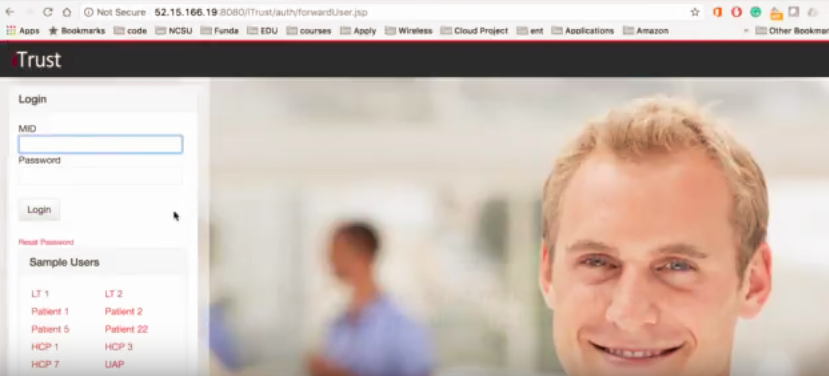 Not Secure 52.15.166.19:8080/iTrust/auth/forwardUser.jsp
Apps Bookmarks code NCSU Funda EDU courses Apply Wireless Cloud Project ent Applications Amazon Other Bookmar
iTrust
Login
MID
Password
Login
Reset Password
Sample Users
LT 1 LT 2
Patient 1 Patient 2
Patient 5 Patient 22
HCP 1 HCP 3
HCP 7 UAP